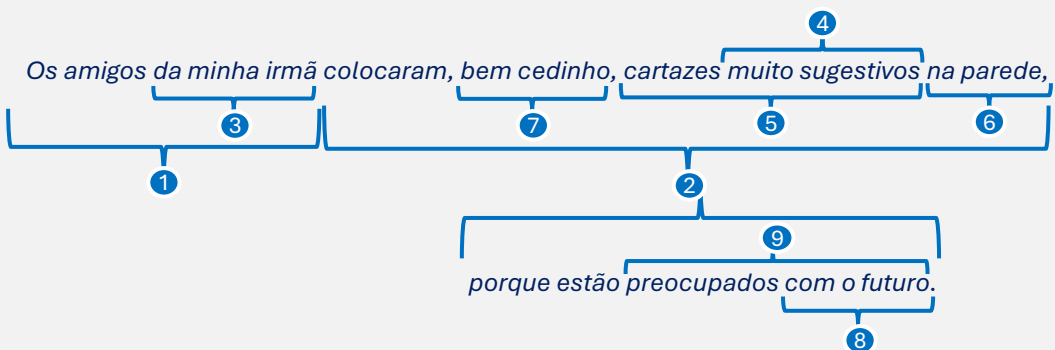 4
Os amigos da minha irmã colocaram, bem cedinho, cartazes muito sugestivos na parede,
3 7 5 6
1 2
9
porque estão preocupados com o futuro.
8